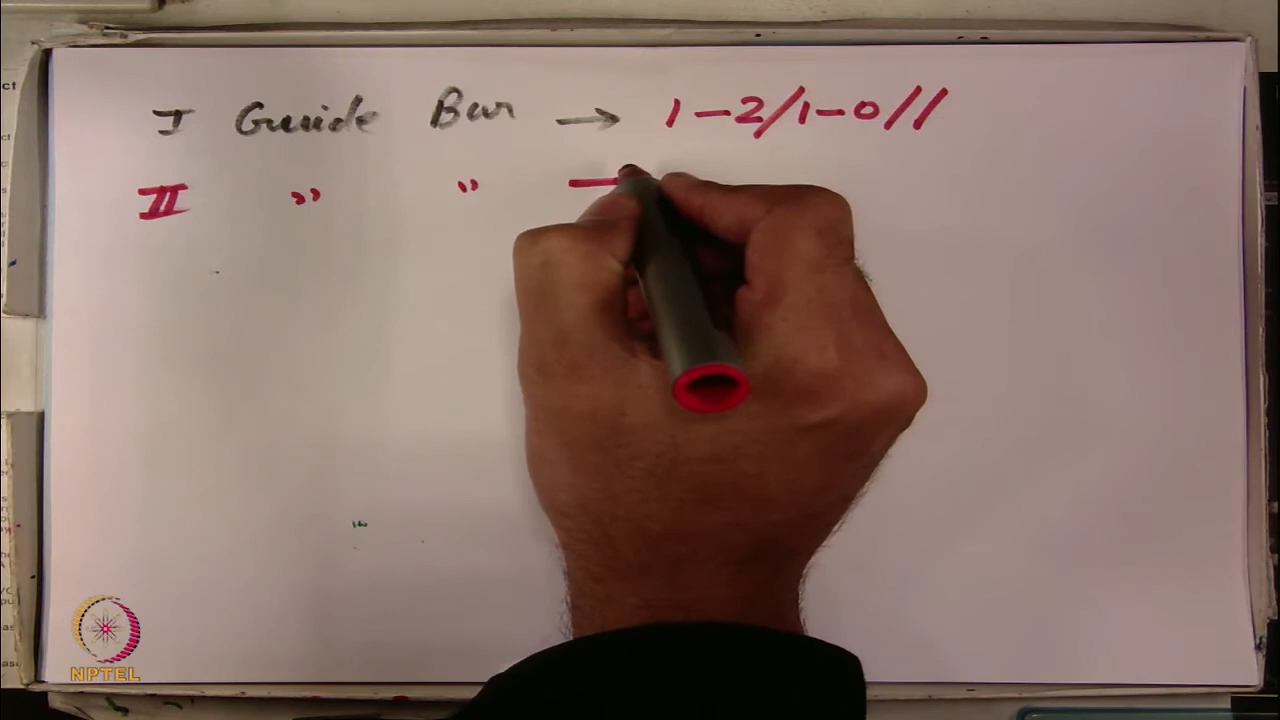 I Guide Bar → 1-2/1-0//
II " " —
NPTEL